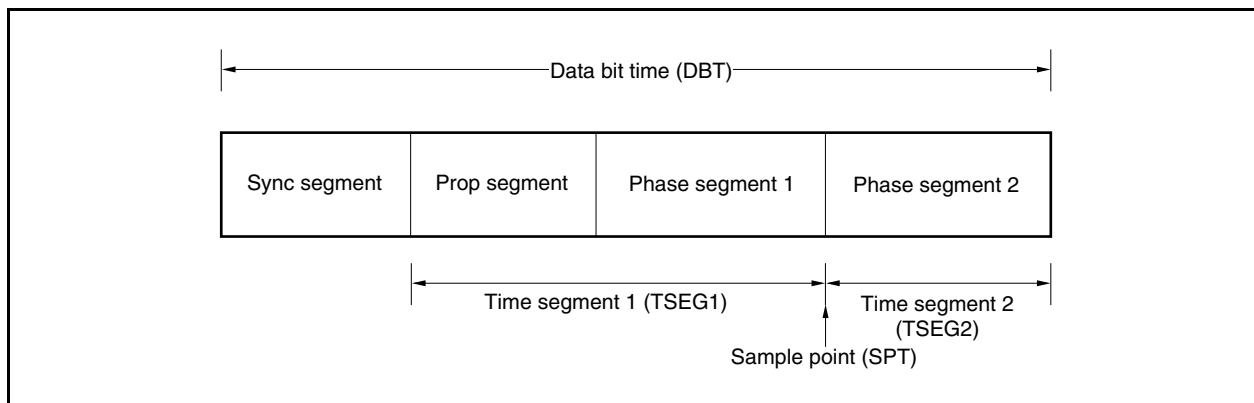 Data bit time (DBT)
Sync segment
Prop segment
Phase segment 1
Phase segment 2
Time segment 1 (TSEG1)
Time segment 2
(TSEG2)
Sample point (SPT)